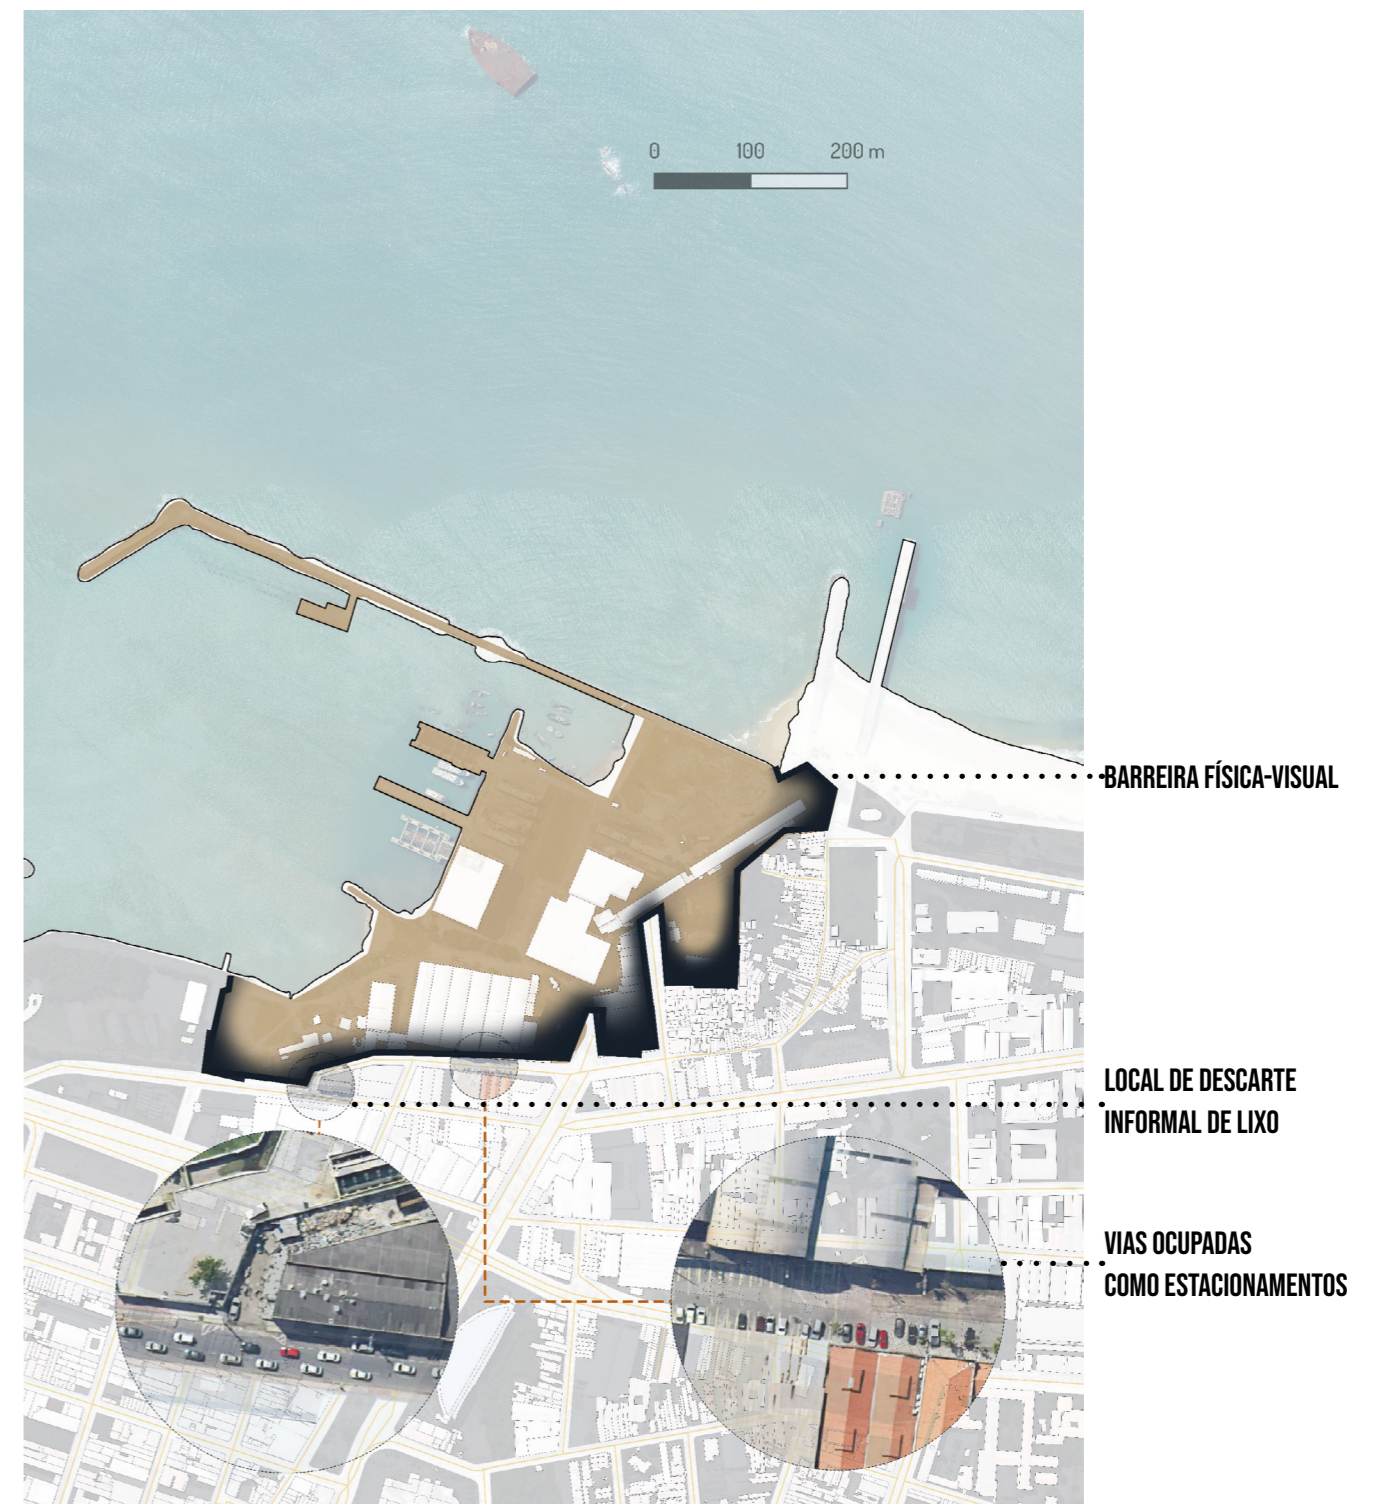 0 100 200 m
BARREIRA FÍSICA-VISUAL
LOCAL DE DESCARTE
INFORMAL DE LIXO
VIAS OCUPADAS
COMO ESTACIONAMENTOS